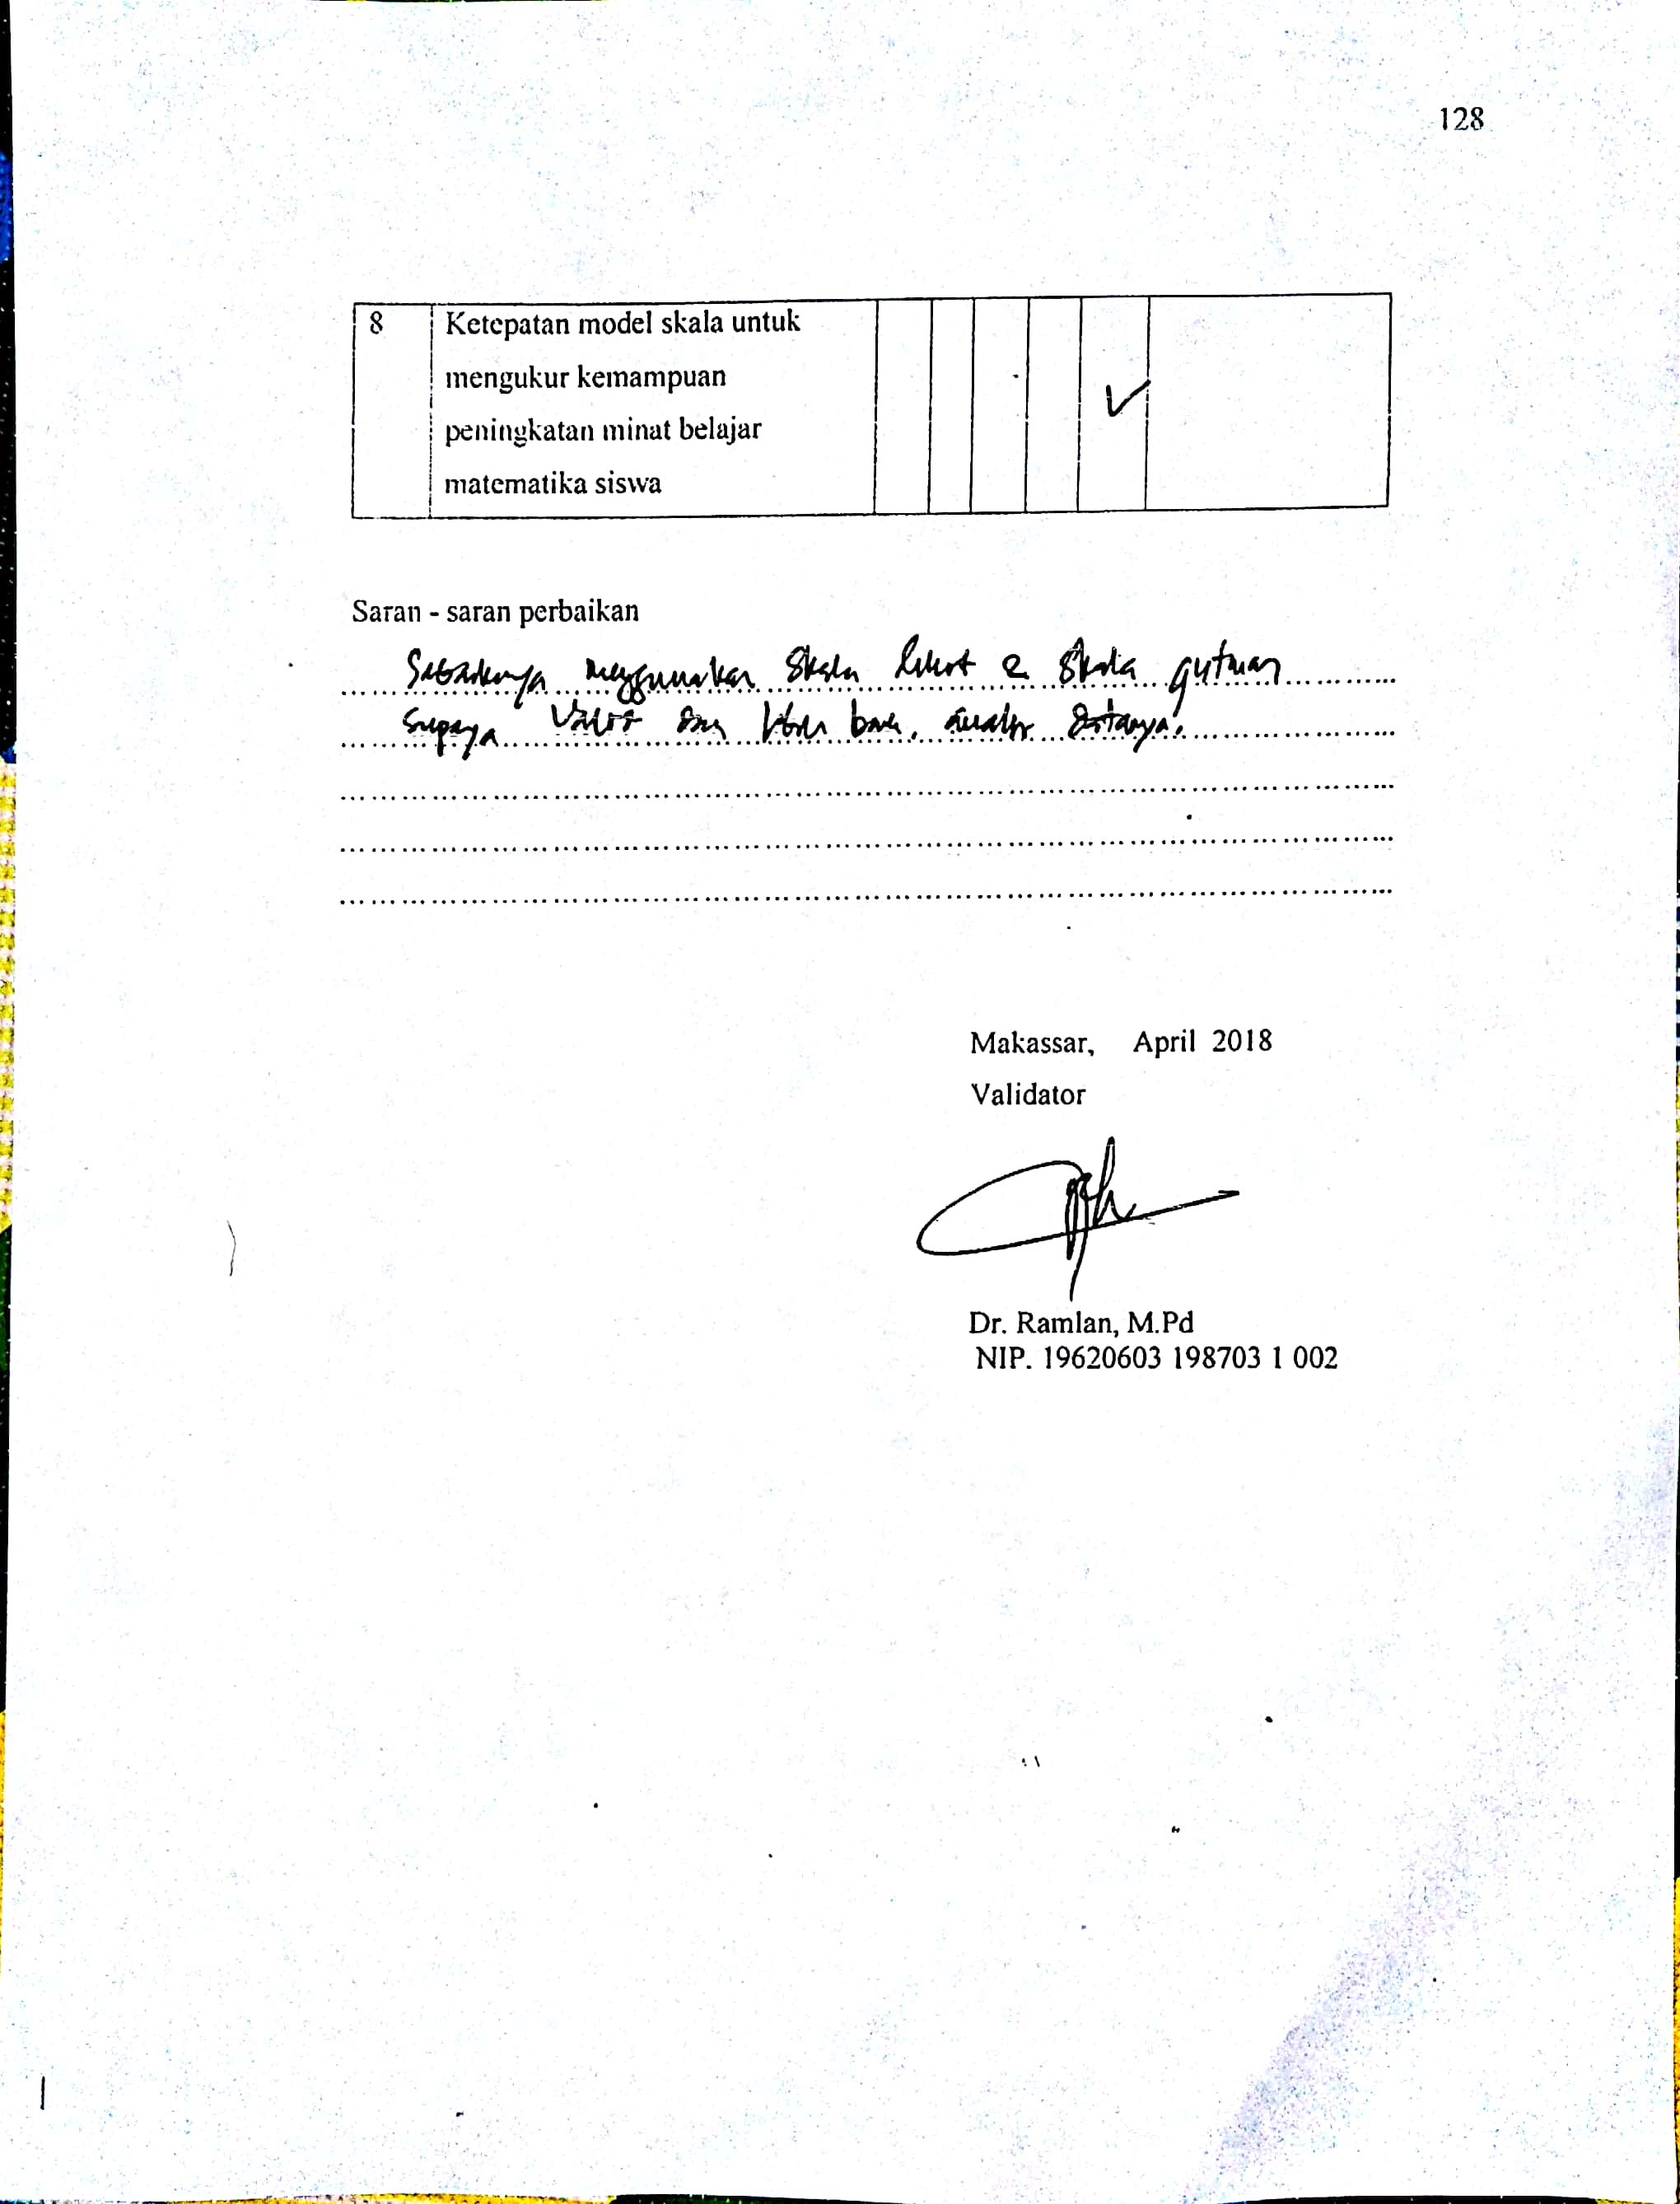 128
8
Ketepatan model skala untuk
mengukur kemampuan
peningkatan minat belajar
matematika siswa
Saran - saran perbaikan
Sebaiknya menggunakan skala likert & skala gutman
supaya datanya.
Makassar, April 2018
Validator
Dr. Ramlan, M.Pd
NIP. 19620603 198703 1 002